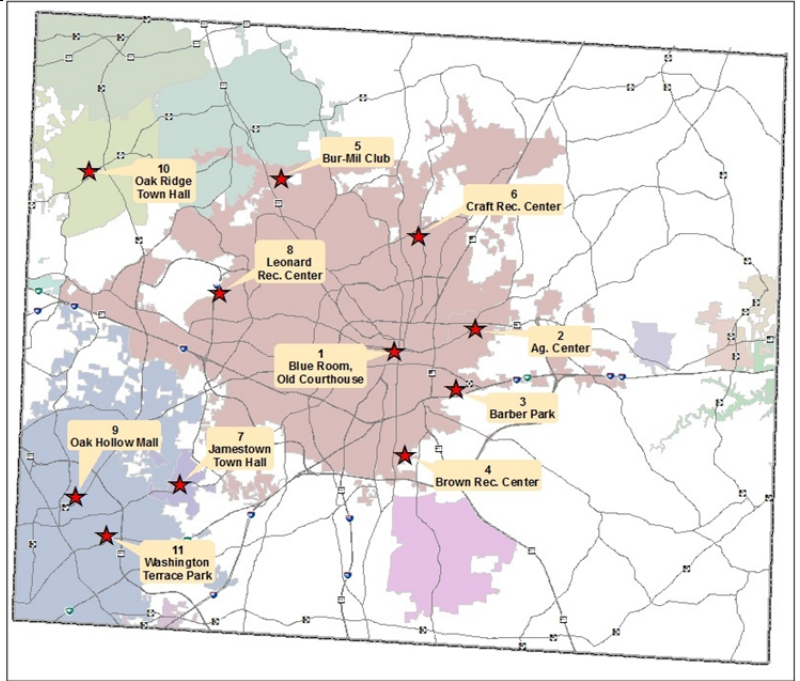 5
Bur-Mil Club
10
Oak Ridge
Town Hall
6
Craft Rec. Center
8
Leonard
Rec. Center
2
Ag. Center
1
Blue Room,
Old Courthouse
3
Barber Park
9
Oak Hollow Mall
7
Jamestown
Town Hall
4
Brown Rec. Center
11
Washington
Terrace Park